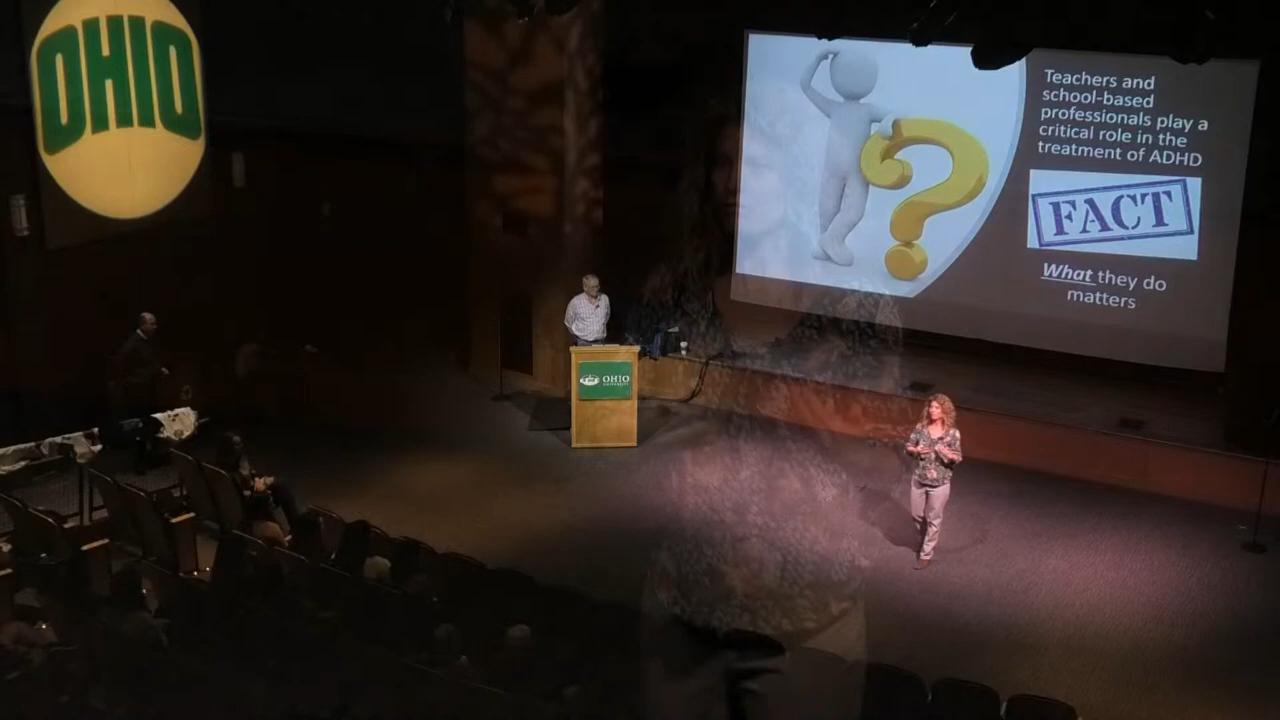 OHIO
Teachers and
school-based
professionals play a
critical role in the
treatment of ADHD
FACT
What they do
matters
OHIO
UNIVERSITY